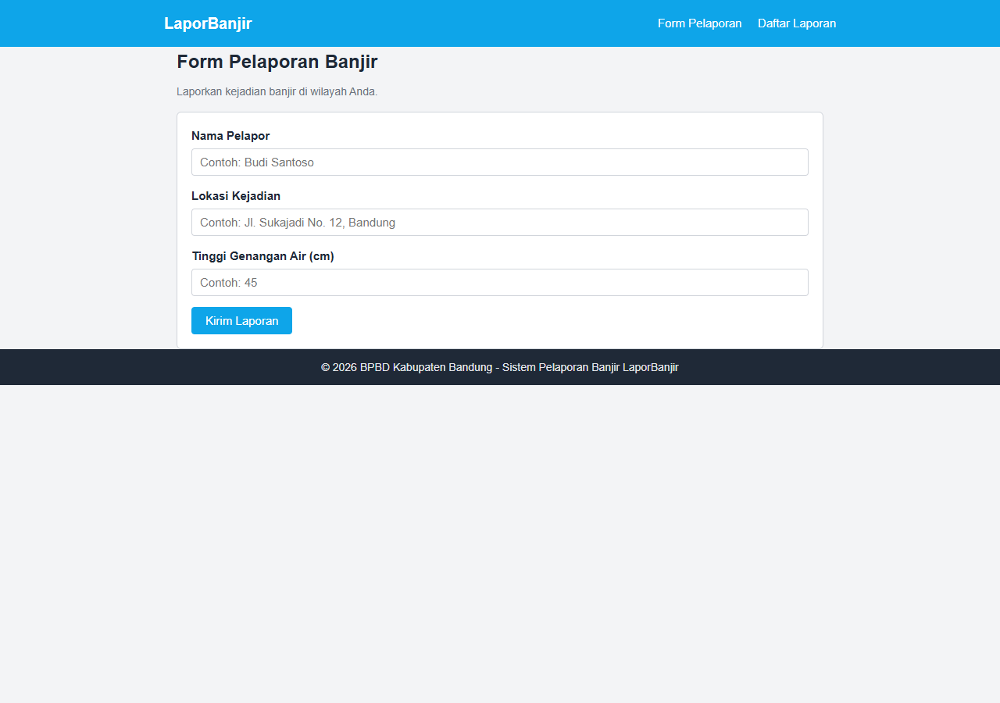 LaporBanjir
Form Pelaporan
Daftar Laporan
Form Pelaporan Banjir
Laporkan kejadian banjir di wilayah Anda.
Nama Pelapor
Contoh: Budi Santoso
Lokasi Kejadian
Contoh: Jl. Sukajadi No. 12, Bandung
Tinggi Genangan Air (cm)
Contoh: 45
Kirim Laporan
© 2026 BPBD Kabupaten Bandung - Sistem Pelaporan Banjir LaporBanjir